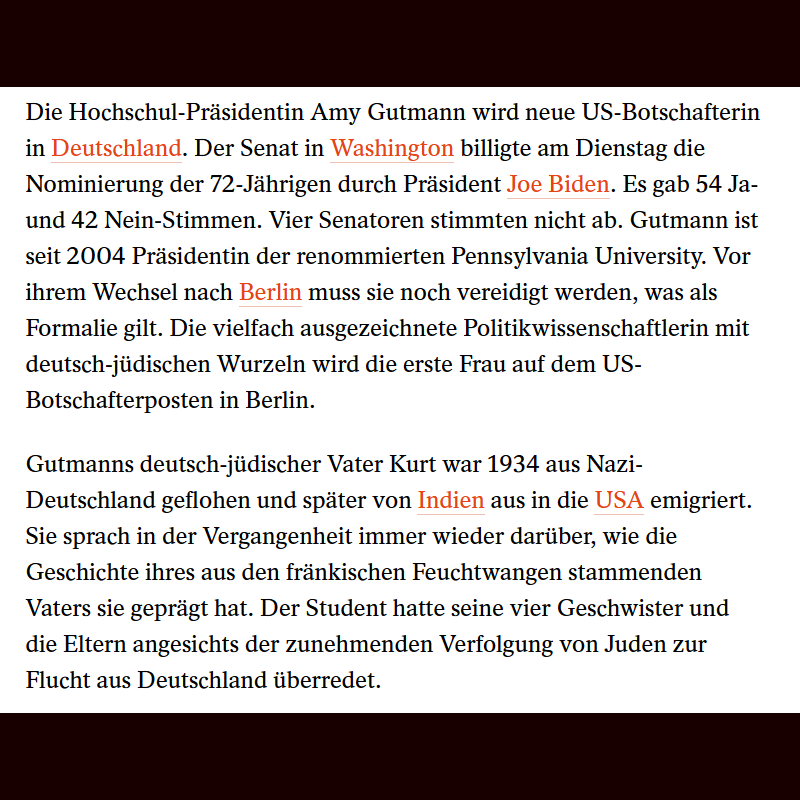 Die Hochschul-Präsidentin Amy Gutmann wird neue US-Botschafterin
in Deutschland. Der Senat in Washington billigte am Dienstag die
Nominierung der 72-Jährigen durch Präsident Joe Biden. Es gab 54 Ja-
und 42 Nein-Stimmen. Vier Senatoren stimmten nicht ab. Gutmann ist
seit 2004 Präsidentin der renommierten Pennsylvania University. Vor
ihrem Wechsel nach Berlin muss sie noch vereidigt werden, was als
Formalie gilt. Die vielfach ausgezeichnete Politikwissenschaftlerin mit
deutsch-jüdischen Wurzeln wird die erste Frau auf dem US-
Botschafterposten in Berlin.
Gutmanns deutsch-jüdischer Vater Kurt war 1934 aus Nazi-
Deutschland geflohen und später von Indien aus in die USA emigriert.
Sie sprach in der Vergangenheit immer wieder darüber, wie die
Geschichte ihres aus den fränkischen Feuchtwangen stammenden
Vaters sie geprägt hat. Der Student hatte seine vier Geschwister und
die Eltern angesichts der zunehmenden Verfolgung von Juden zur
Flucht aus Deutschland überredet.